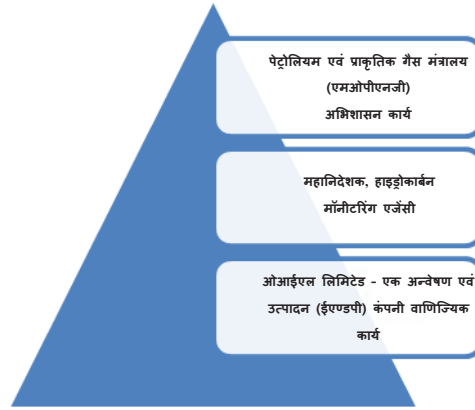 पेट्रोलियम एवं प्राकृतिक गैस मंत्रालय
(एमओपीएनजी)
अभिशासन कार्य
महानिदेशक, हाइड्रोकार्बन
मॉनीटरिंग एजेंसी
ओआईएल लिमिटेड - एक अन्वेषण एवं
उत्पादन (ईएण्डपी) कंपनी वाणिज्यिक
कार्य